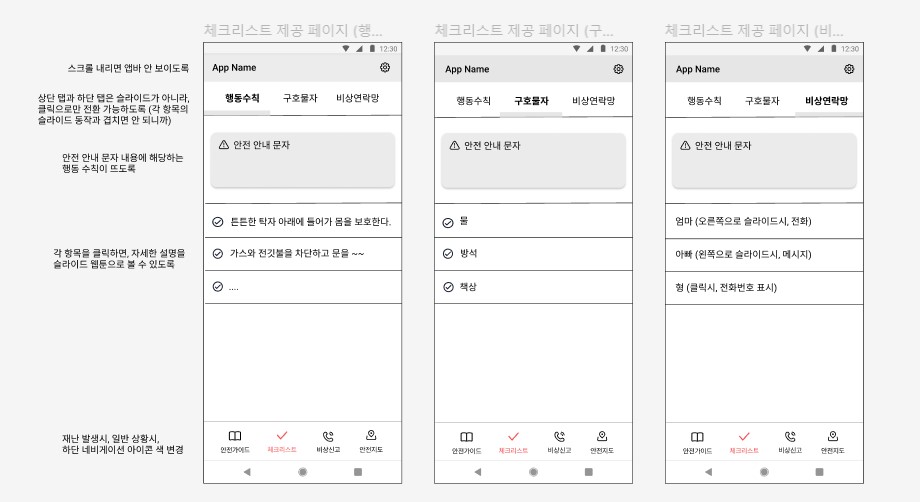 체크리스트 제공 페이지 (행...
체크리스트 제공 페이지 (구...
체크리스트 제공 페이지 (비...
스크롤 내리면 앱바 안 보이도록
상단 탭과 하단 탭은 슬라이드가 아니라,
클릭으로만 전환 가능하도록 (각 항목의
슬라이드 동작과 겹치면 안 되니까)
안전 안내 문자 내용에 해당하는
행동 수칙이 뜨도록
각 항목을 클릭하면, 자세한 설명을
슬라이드 웹툰으로 볼 수 있도록
재난 발생시, 일반 상황시,
하단 네비게이션 아이콘 색 변경
12:30
App Name
행동수칙 구호물자 비상연락망
안전 안내 문자
튼튼한 탁자 아래에 들어가 몸을 보호한다.
가스와 전깃불을 차단하고 문을 ~~
....
안전가이드 체크리스트 비상신고 안전지도
12:30
App Name
행동수칙 구호물자 비상연락망
안전 안내 문자
물
방석
책상
안전가이드 체크리스트 비상신고 안전지도
12:30
App Name
행동수칙 구호물자 비상연락망
안전 안내 문자
엄마 (오른쪽으로 슬라이드시, 전화)
아빠 (왼쪽으로 슬라이드시, 메시지)
형 (클릭시, 전화번호 표시)
안전가이드 체크리스트 비상신고 안전지도